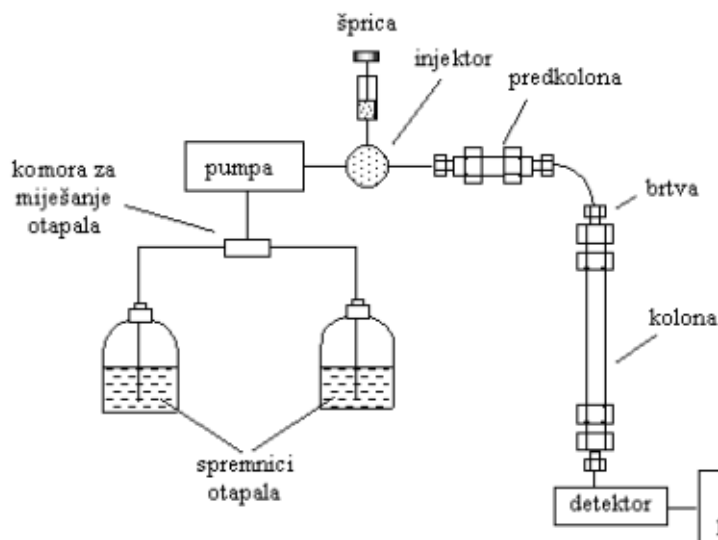 šprica
injektor
predkolona
pumpa
komora za
miješanje
otapala
brtva
kolona
spremnici
otapala
detektor